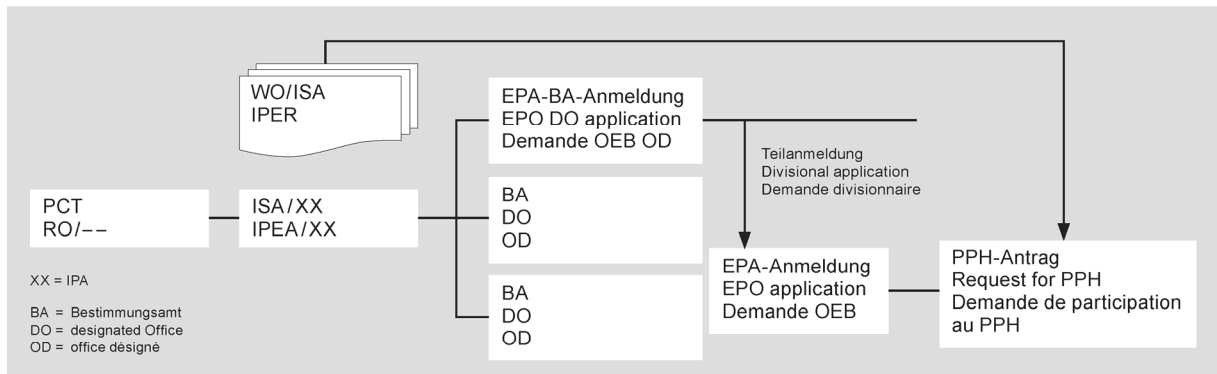 WO/ISA
IPER
EPA-BA-Anmeldung
EPO DO application
Demande OEB OD
Teilanmeldung
Divisional application
Demande divisionnaire
PCT
RO/––
ISA/XX
IPEA/XX
BA
DO
OD
EPA-Anmeldung
EPO application
Demande OEB
PPH-Antrag
Request for PPH
Demande de participation
au PPH
BA
DO
OD
XX = IPA
BA = Bestimmungsamt
DO = designated Office
OD = office désigné